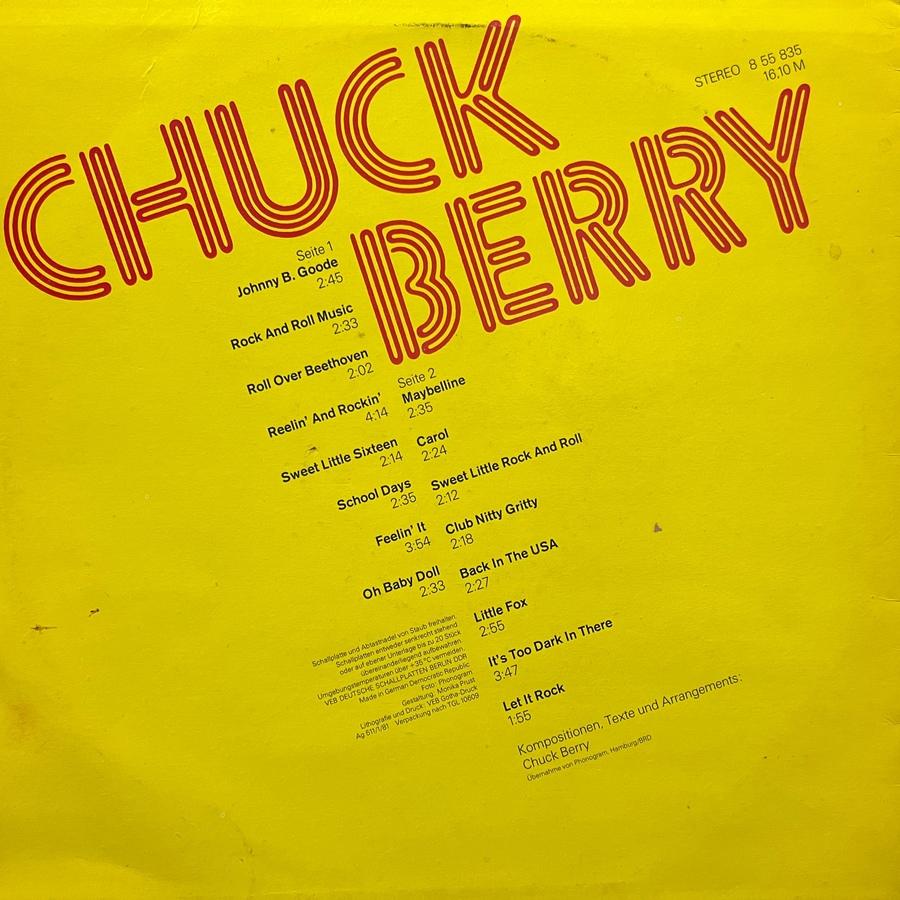 CHUCK
BERRY
STEREO 8 55 835
16,10 M
Seite 1
Johnny B. Goode
2:45
Rock And Roll Music
2:33
Roll Over Beethoven
2:02
Reelin' And Rockin'
4:14
Sweet Little Sixteen
2:14
School Days
2:35
Feelin' It
3:54
Oh Baby Doll
2:33
Seite 2
Maybelline
2:35
Carol
2:24
Sweet Little Rock And Roll
2:12
Club Nitty Gritty
2:18
Back In The USA
2:27
Little Fox
2:55
It's Too Dark In There
3:47
Let It Rock
1:55
Schallplatte und Abtastnadel von Staub freihalten.
Schallplatten entweder senkrecht stehend
oder auf ebener Unterlage bis zu 20 Stück
übereinanderliegend aufbewahren.
Umgebungstemperaturen über +35 °C vermeiden.
VEB DEUTSCHE SCHALLPLATTEN BERLIN DDR
Made in German Democratic Republic
Foto: Phonogram
Gestaltung: Monika Prust
Lithografie und Druck: VEB Gotha-Druck
Ag 511/1/81 Verpackung nach TGL 10609
Kompositionen, Texte und Arrangements:
Chuck Berry
Übernahme von Phonogram, Hamburg/BRD